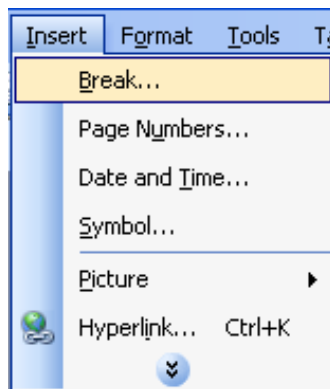 Insert Format Tools
Break...
Page Numbers...
Date and Time...
Symbol...
Picture
Hyperlink... Ctrl+K